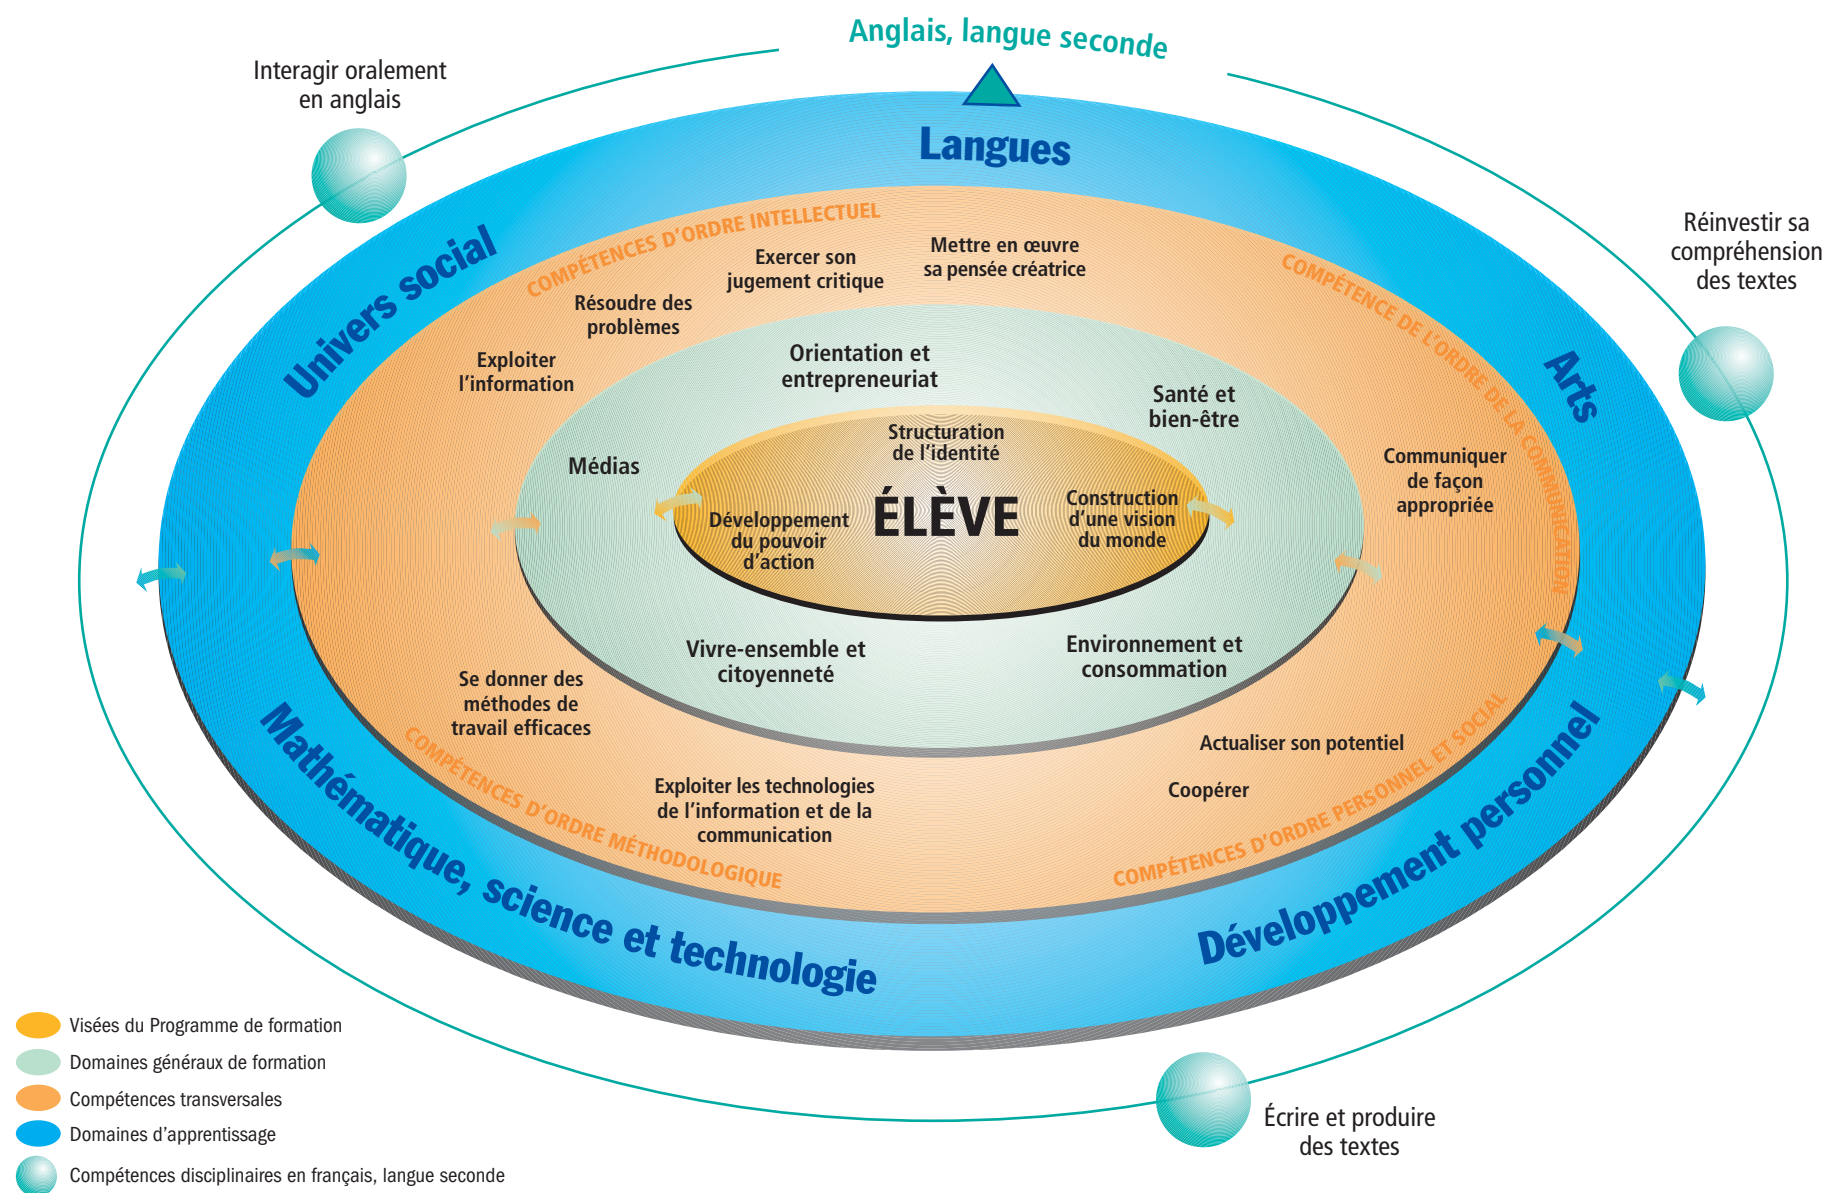 Anglais, langue seconde
Interagir oralement
en anglais
Langues
Réinvestir sa
compréhension
des textes
Univers social
COMPÉTENCES D'ORDRE INTELLECTUEL
Exercer son
jugement critique
Mettre en œuvre
sa pensée créatrice
COMPÉTENCE DE L'ORDRE DE LA COMMUNICATION
Arts
Résoudre des
problèmes
Exploiter
l'information
Orientation et
entrepreneuriat
Santé et
bien-être
Structuration
de l'identité
Médias
Communiquer
de façon
appropriée
ÉLÈVE
Développement
du pouvoir
d'action
Construction
d'une vision
du monde
Vivre-ensemble et
citoyenneté
Environnement et
consommation
Se donner des
méthodes de
travail efficaces
Actualiser son potentiel
Coopérer
Exploiter les technologies
de l'information et de la
communication
COMPÉTENCES D'ORDRE MÉTHODOLOGIQUE
COMPÉTENCES D'ORDRE PERSONNEL ET SOCIAL
Mathématique, science et technologie
Développement personnel
Écrire et produire
des textes
Visées du Programme de formation
Domaines généraux de formation
Compétences transversales
Domaines d'apprentissage
Compétences disciplinaires en français, langue seconde